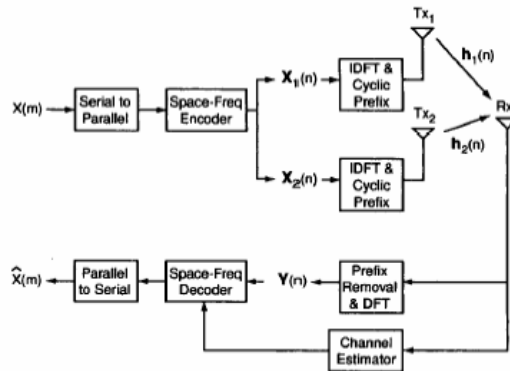 Tx1
h1(n)
X(m)
Serial to
Parallel
Space-Freq
Encoder
X1(n)
IDFT &
Cyclic
Prefix
Rx
Tx2
h2(n)
X2(n)
IDFT &
Cyclic
Prefix
X̂(m)
Parallel
to Serial
Space-Freq
Decoder
Y(n)
Prefix
Removal
& DFT
Channel
Estimator